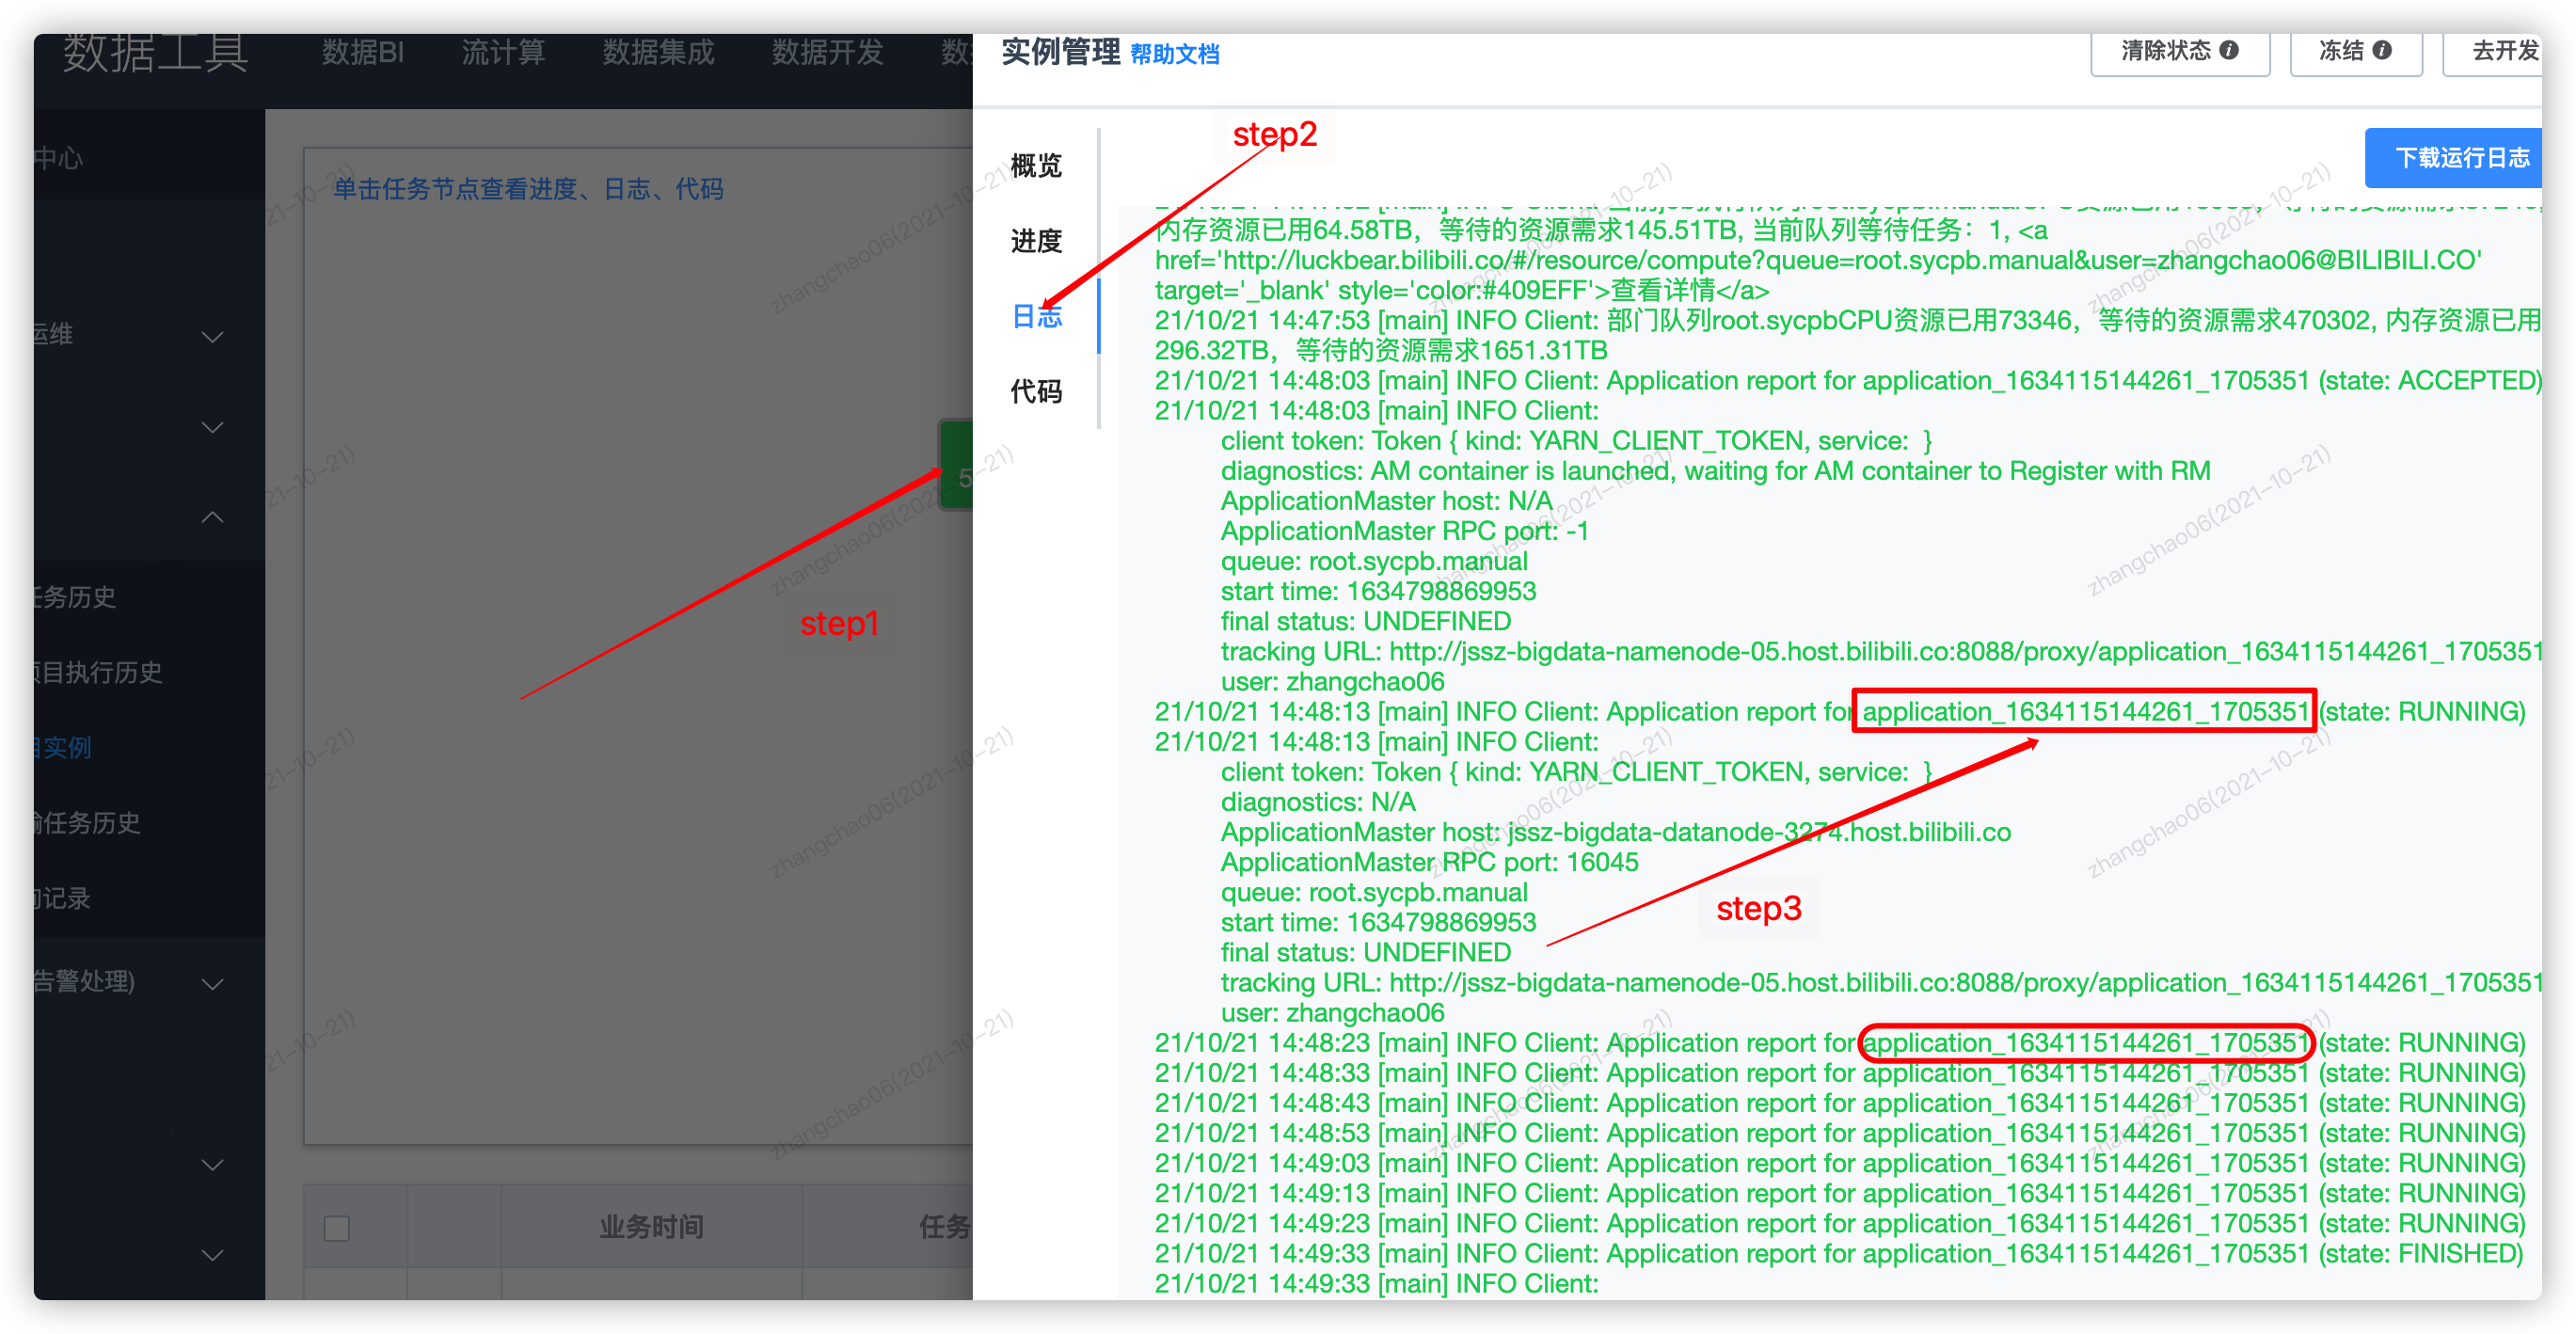 数据工具 数据BI 流计算 数据集成 数据开发
实例管理 帮助文档 清除状态 冻结 去开发
中心
运维
任务历史
项目执行历史
实例
任务历史
记录
告警处理)
单击任务节点查看进度、日志、代码
step1
5
业务时间 任务
step2
概览
进度
日志
代码
下载运行日志
内存资源已用64.58TB，等待的资源需求145.51TB, 当前队列等待任务：1, <a
href='http://luckbear.bilibili.co/#/resource/compute?queue=root.sycpb.manual&user=zhangchao06@BILIBILI.CO'
target='_blank' style='color:#409EFF'>查看详情</a>
21/10/21 14:47:53 [main] INFO Client: 部门队列root.sycpbCPU资源已用73346，等待的资源需求470302, 内存资源已用
296.32TB，等待的资源需求1651.31TB
21/10/21 14:48:03 [main] INFO Client: Application report for application_1634115144261_1705351 (state: ACCEPTED)
21/10/21 14:48:03 [main] INFO Client:
client token: Token { kind: YARN_CLIENT_TOKEN, service:  }
diagnostics: AM container is launched, waiting for AM container to Register with RM
ApplicationMaster host: N/A
ApplicationMaster RPC port: -1
queue: root.sycpb.manual
start time: 1634798869953
final status: UNDEFINED
tracking URL: http://jssz-bigdata-namenode-05.host.bilibili.co:8088/proxy/application_1634115144261_1705351
user: zhangchao06
21/10/21 14:48:13 [main] INFO Client: Application report for application_1634115144261_1705351 (state: RUNNING)
21/10/21 14:48:13 [main] INFO Client:
client token: Token { kind: YARN_CLIENT_TOKEN, service:  }
diagnostics: N/A
ApplicationMaster host: jssz-bigdata-datanode-3274.host.bilibili.co
ApplicationMaster RPC port: 16045
queue: root.sycpb.manual
step3
start time: 1634798869953
final status: UNDEFINED
tracking URL: http://jssz-bigdata-namenode-05.host.bilibili.co:8088/proxy/application_1634115144261_1705351
user: zhangchao06
21/10/21 14:48:23 [main] INFO Client: Application report for application_1634115144261_1705351 (state: RUNNING)
21/10/21 14:48:33 [main] INFO Client: Application report for application_1634115144261_1705351 (state: RUNNING)
21/10/21 14:48:43 [main] INFO Client: Application report for application_1634115144261_1705351 (state: RUNNING)
21/10/21 14:48:53 [main] INFO Client: Application report for application_1634115144261_1705351 (state: RUNNING)
21/10/21 14:49:03 [main] INFO Client: Application report for application_1634115144261_1705351 (state: RUNNING)
21/10/21 14:49:13 [main] INFO Client: Application report for application_1634115144261_1705351 (state: RUNNING)
21/10/21 14:49:23 [main] INFO Client: Application report for application_1634115144261_1705351 (state: RUNNING)
21/10/21 14:49:33 [main] INFO Client: Application report for application_1634115144261_1705351 (state: FINISHED)
21/10/21 14:49:33 [main] INFO Client:
zhangchao06(2021-10-21)